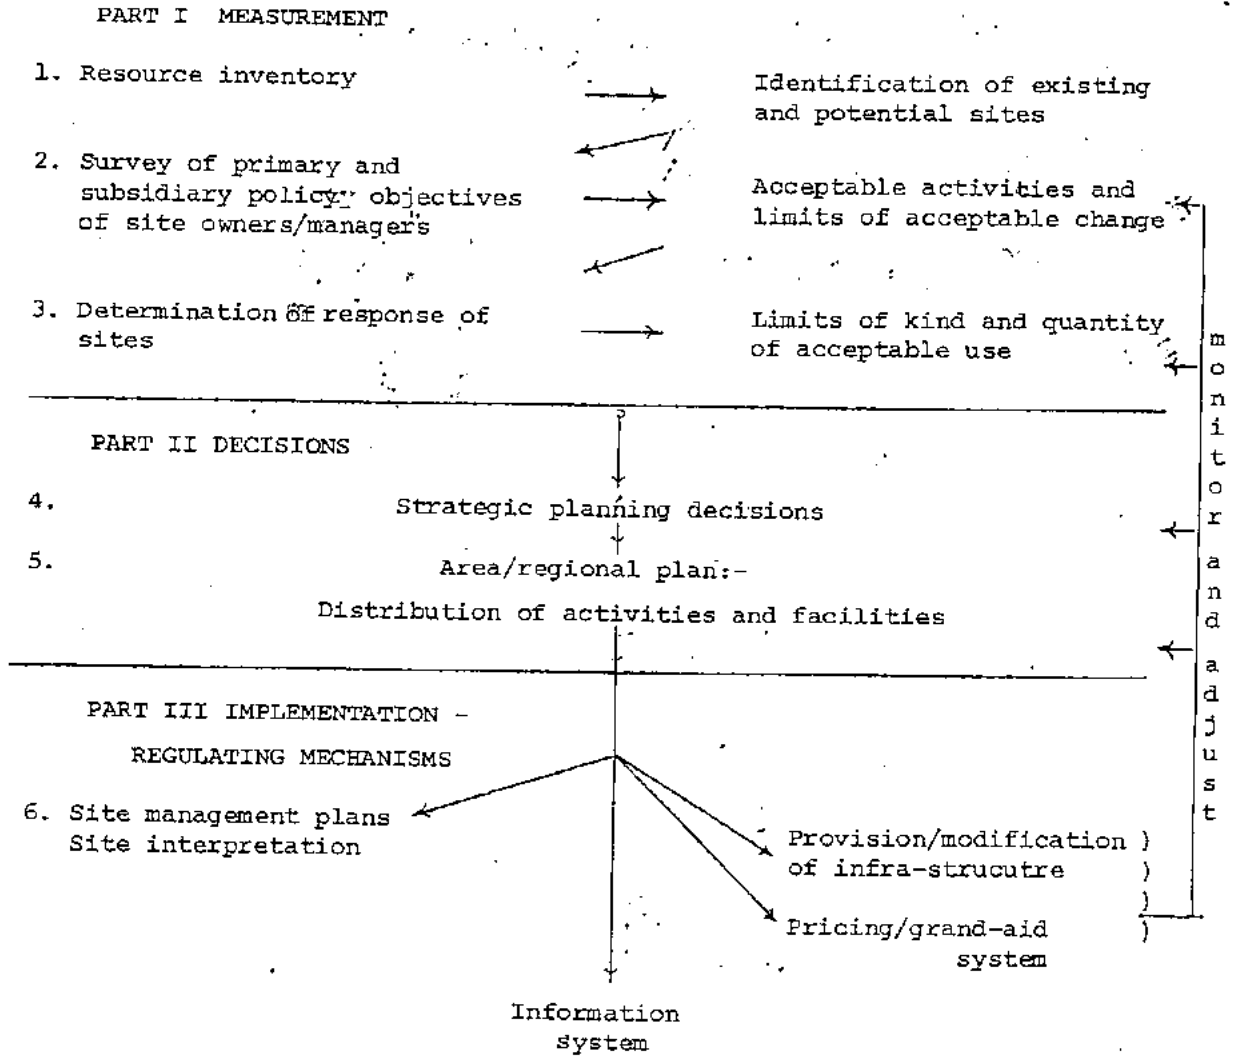 PART I MEASUREMENT
1. Resource inventory
Identification of existing
and potential sites
2. Survey of primary and
subsidiary policy objectives
of site owners/managers
Acceptable activities and
limits of acceptable change
3. Determination of response of
sites
Limits of kind and quantity
of acceptable use
PART II DECISIONS
4. Strategic planning decisions
5. Area/regional plan:-
Distribution of activities and facilities
PART III IMPLEMENTATION -
REGULATING MECHANISMS
6. Site management plans
Site interpretation
Provision/modification )
of infra-strucutre )
)
Pricing/grand-aid )
system
Information
system
monitor and adjust